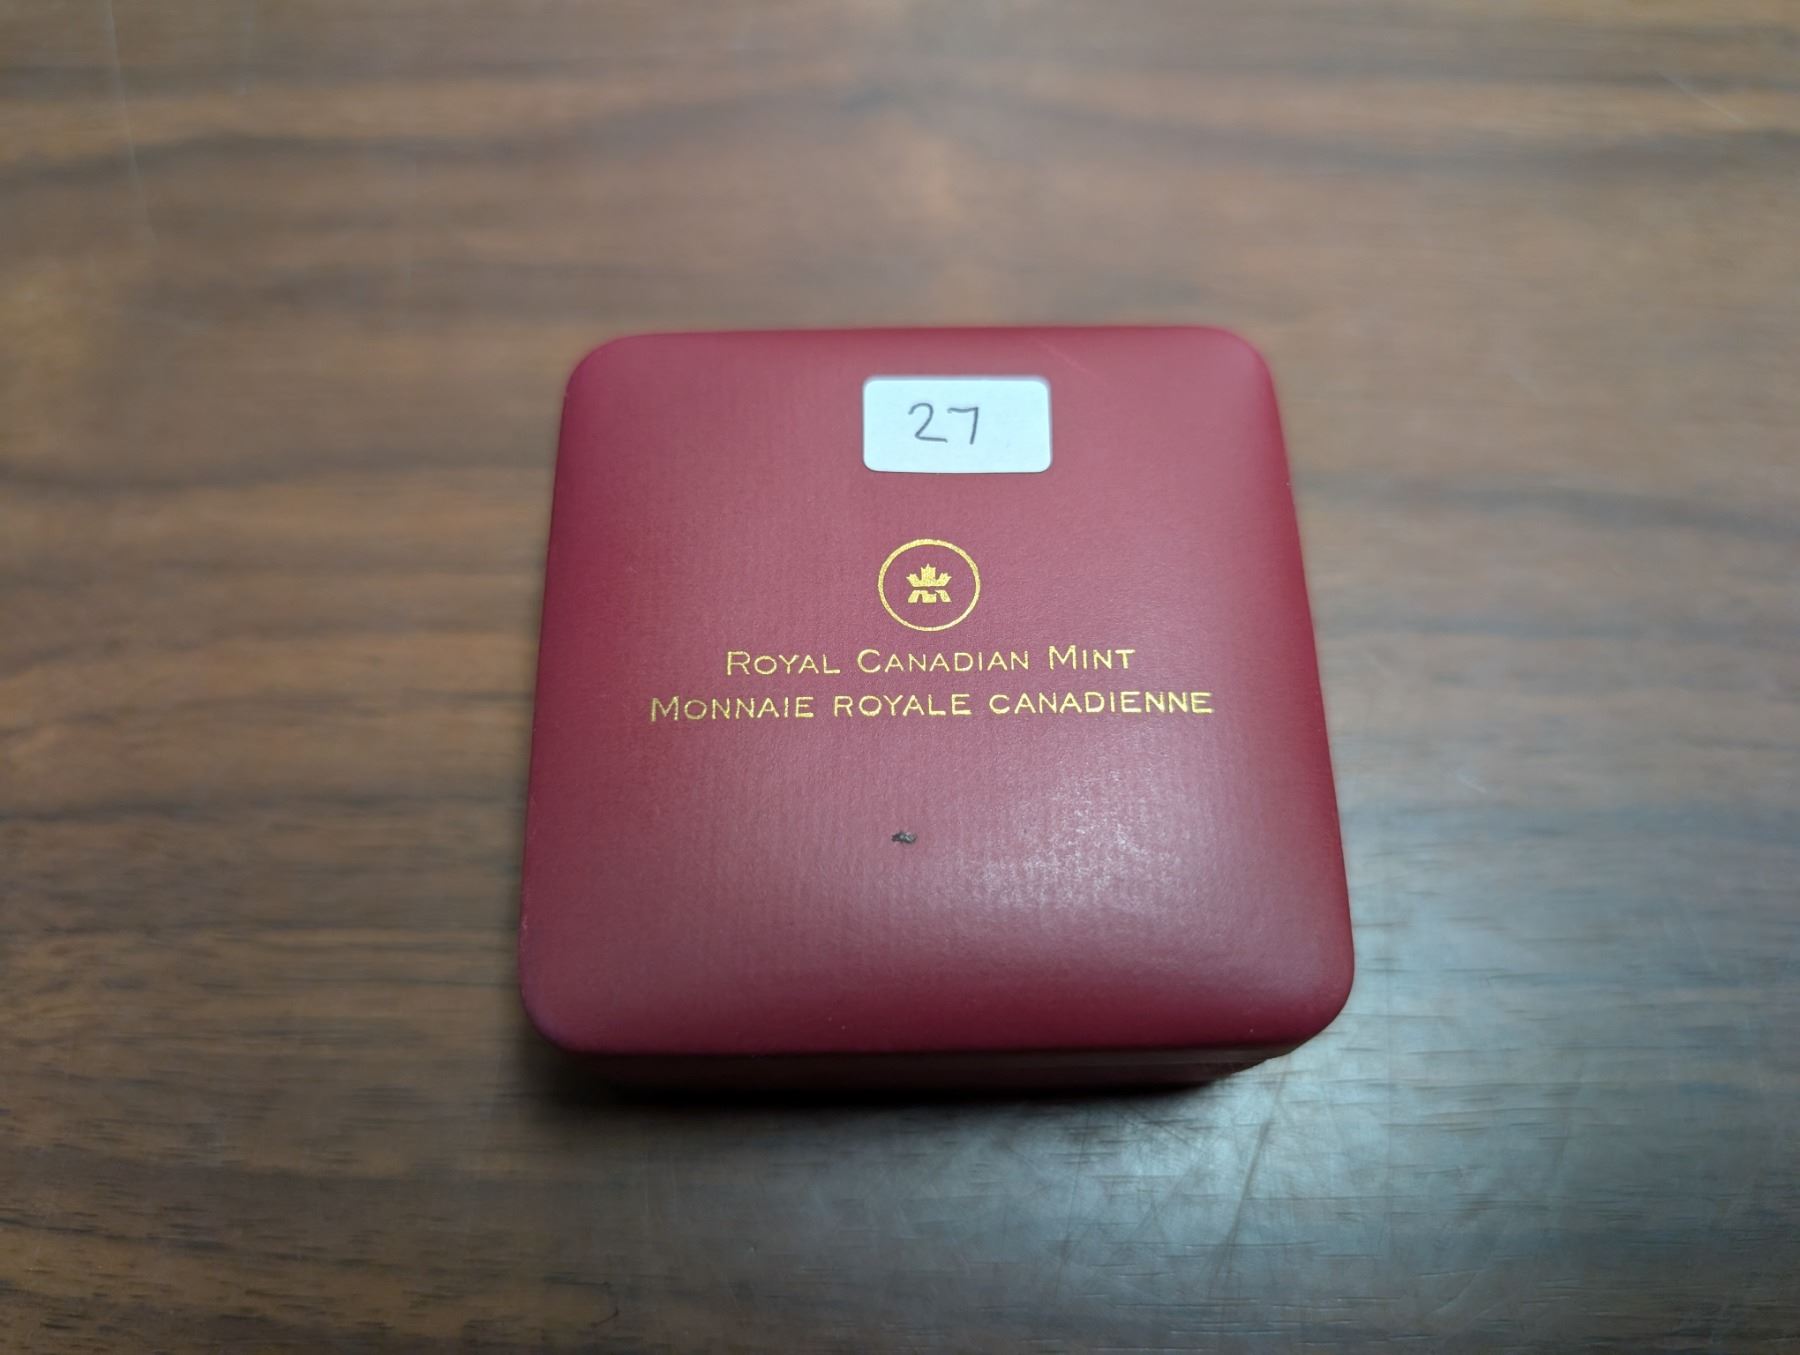 27
Royal Canadian Mint
Monnaie royale canadienne